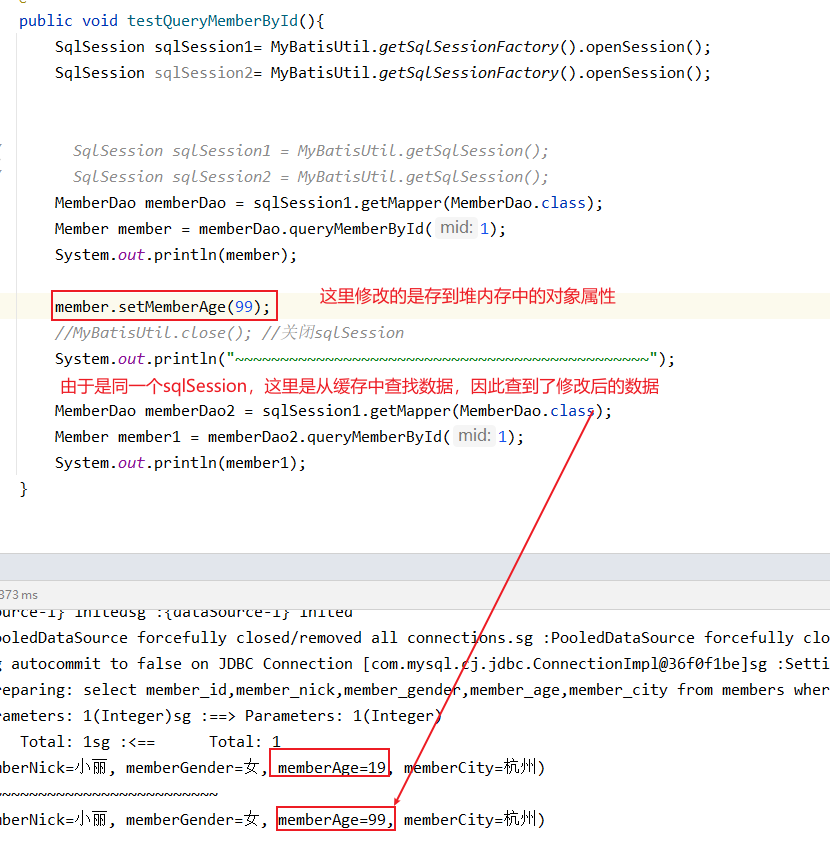 public void testQueryMemberById(){
SqlSession sqlSession1= MyBatisUtil.getSqlSessionFactory().openSession();
SqlSession sqlSession2= MyBatisUtil.getSqlSessionFactory().openSession();
SqlSession sqlSession1 = MyBatisUtil.getSqlSession();
SqlSession sqlSession2 = MyBatisUtil.getSqlSession();
MemberDao memberDao = sqlSession1.getMapper(MemberDao.class);
Member member = memberDao.queryMemberById( mid: 1);
System.out.println(member);
member.setMemberAge(99); 这里修改的是存到堆内存中的对象属性
//MyBatisUtil.close(); //关闭sqlSession
System.out.println("~~~~~~~~~~~~~~~~~~~~~~~~~~~~~~~~~~~~~~~~~~~~~~");
由于是同一个sqlSession，这里是从缓存中查找数据，因此查到了修改后的数据
MemberDao memberDao2 = sqlSession1.getMapper(MemberDao.class);
Member member1 = memberDao2.queryMemberById( mid: 1);
System.out.println(member1);
}
373 ms
ource-1} initedsg :{dataSource-1} inited
ooledDataSource forcefully closed/removed all connections.sg :PooledDataSource forcefully clo
g autocommit to false on JDBC Connection [com.mysql.cj.jdbc.ConnectionImpl@36f0f1be]sg :Setti
reparing: select member_id,member_nick,member_gender,member_age,member_city from members wher
rameters: 1(Integer)sg :==> Parameters: 1(Integer)
Total: 1sg :<== Total: 1
mberNick=小丽, memberGender=女, memberAge=19, memberCity=杭州)
~~~~~~~~~~~~~~~~~~~~~~~~~
mberNick=小丽, memberGender=女, memberAge=99, memberCity=杭州)